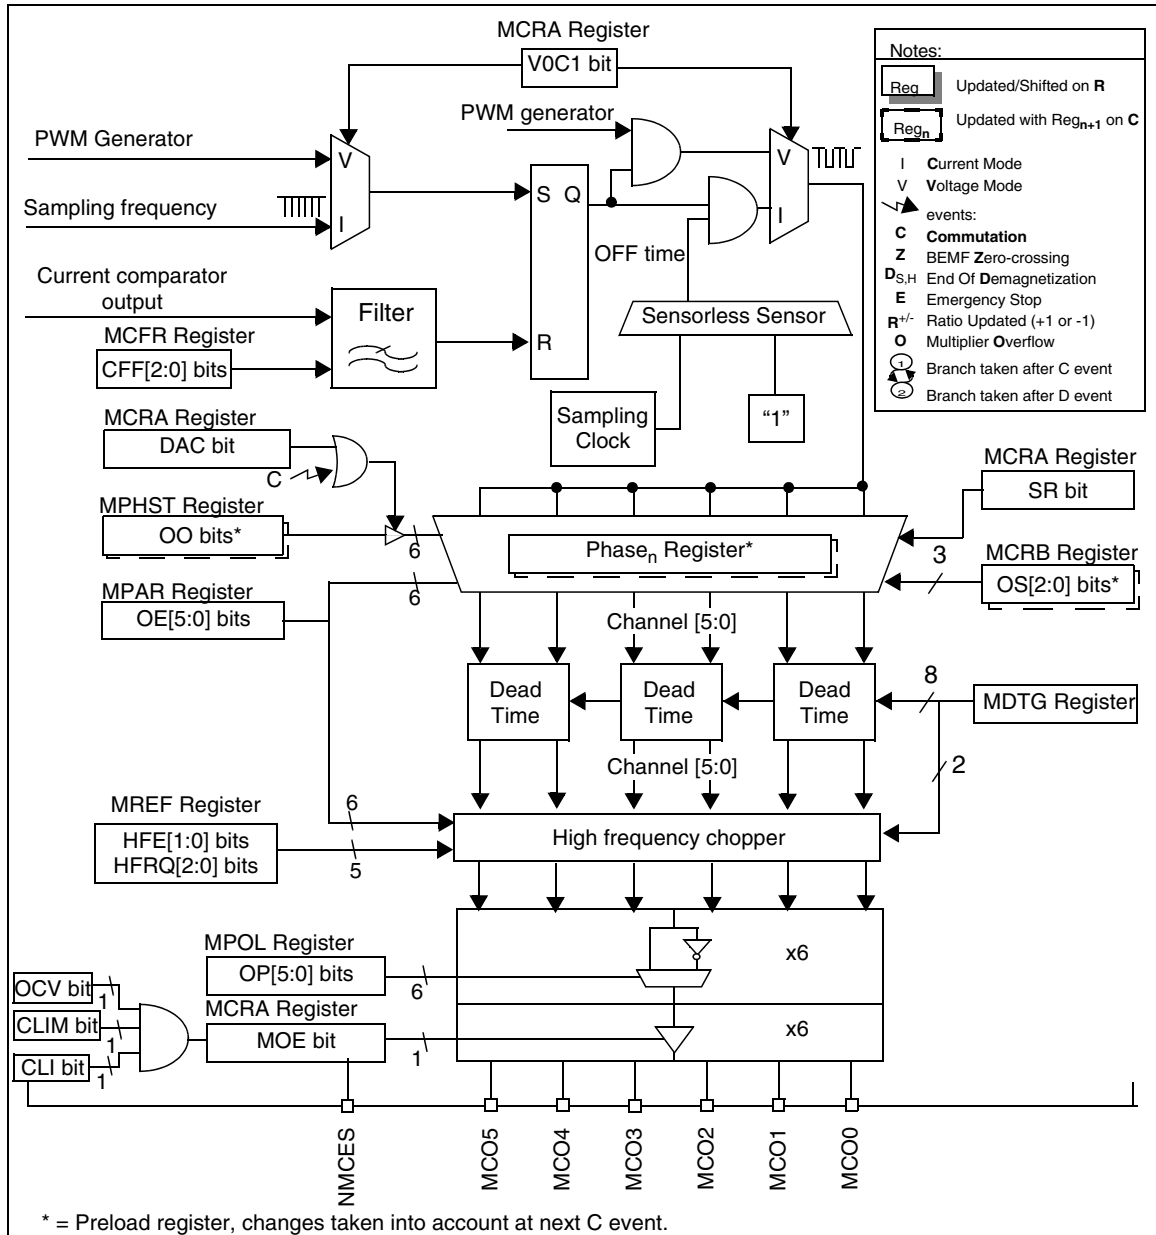 MCRA Register
V0C1 bit
PWM generator
PWM Generator
V
I
Sampling frequency
S Q
R
V
I
OFF time
Current comparator
output
Filter
MCFR Register
CFF[2:0] bits
Sensorless Sensor
Sampling
Clock
“1”
Notes:
Reg Updated/Shifted on R
Regn Updated with Regn+1 on C
I Current Mode
V Voltage Mode
events:
C Commutation
Z BEMF Zero-crossing
DS,H End Of Demagnetization
E Emergency Stop
R+/- Ratio Updated (+1 or -1)
O Multiplier Overflow
1 Branch taken after C event
2 Branch taken after D event
MCRA Register
DAC bit
C
MPHST Register
OO bits*
6
MPAR Register
OE[5:0] bits
6
Phasen Register*
MCRA Register
SR bit
MCRB Register
3
OS[2:0] bits*
Channel [5:0]
Dead
Time
Dead
Time
Dead
Time
8
MDTG Register
2
Channel [5:0]
MREF Register
HFE[1:0] bits
HFRQ[2:0] bits
6
5
High frequency chopper
MPOL Register
OP[5:0] bits
6
x6
OCV bit
1
CLIM bit
1
CLI bit
1
MCRA Register
MOE bit
1
x6
NMCES
MCO5
MCO4
MCO3
MCO2
MCO1
MCO0
* = Preload register, changes taken into account at next C event.